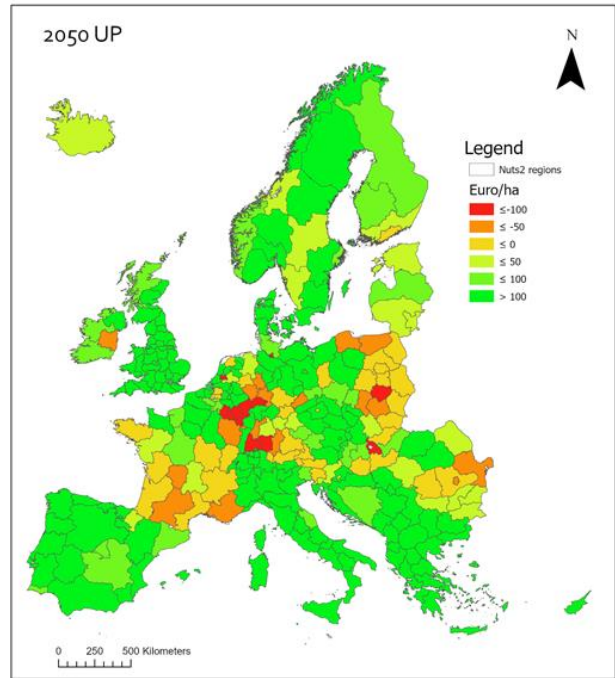 2050 UP
N
Legend
Nuts2 regions
Euro/ha
≤-100
≤ -50
≤ 0
≤ 50
≤ 100
> 100
0 250 500 Kilometers